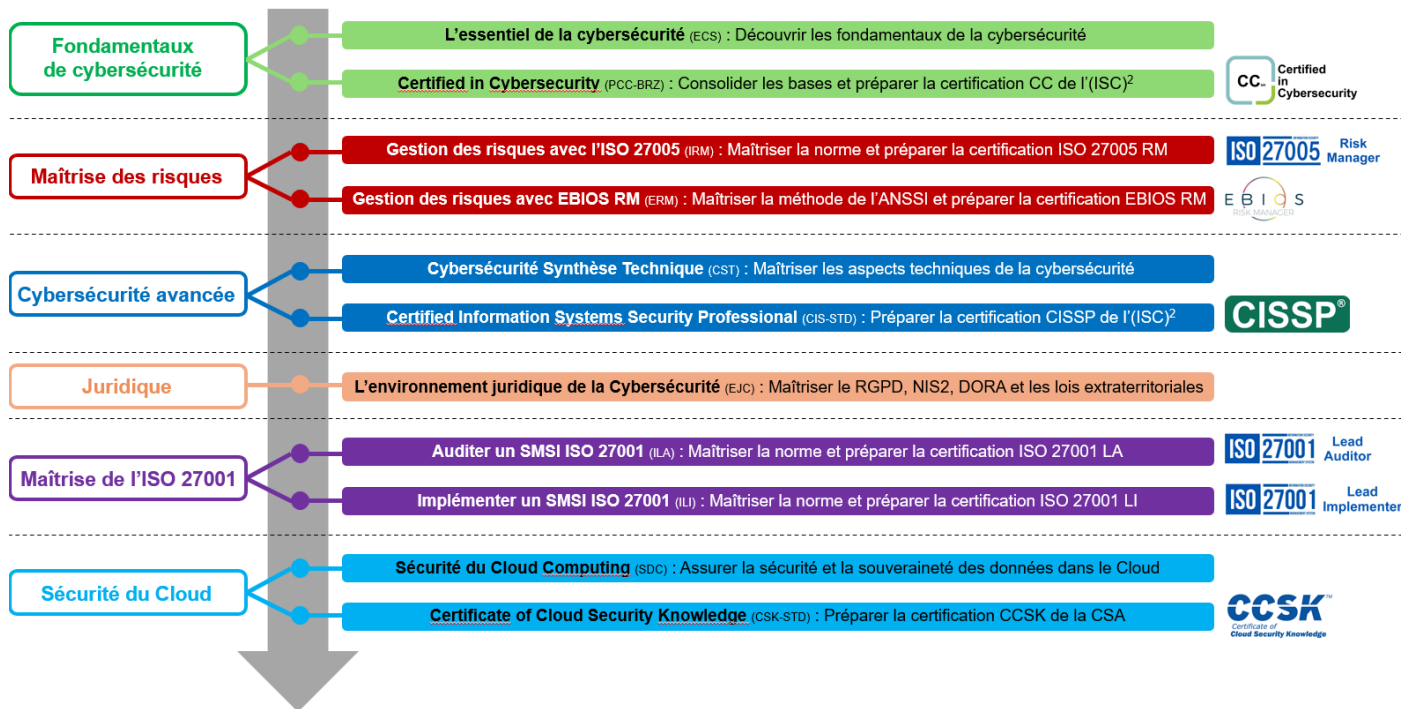 Fondamentaux
de cybersécurité
L'essentiel de la cybersécurité (ECS) : Découvrir les fondamentaux de la cybersécurité
Certified in Cybersecurity (PCC-BRZ) : Consolider les bases et préparer la certification CC de l'(ISC)²
CC℠
Certified
in
Cybersecurity
Maîtrise des risques
Gestion des risques avec l'ISO 27005 (IRM) : Maîtriser la norme et préparer la certification ISO 27005 RM
ISO 27005
Risk
Manager
Gestion des risques avec EBIOS RM (ERM) : Maîtriser la méthode de l'ANSSI et préparer la certification EBIOS RM
EBIOS
RISK MANAGER
Cybersécurité avancée
Cybersécurité Synthèse Technique (CST) : Maîtriser les aspects techniques de la cybersécurité
Certified Information Systems Security Professional (CIS-STD) : Préparer la certification CISSP de l'(ISC)²
CISSP®
Juridique
L'environnement juridique de la Cybersécurité (EJC) : Maîtriser le RGPD, NIS2, DORA et les lois extraterritoriales
Maîtrise de l'ISO 27001
Auditer un SMSI ISO 27001 (ILA) : Maîtriser la norme et préparer la certification ISO 27001 LA
ISO 27001
Lead
Auditor
Implémenter un SMSI ISO 27001 (ILI) : Maîtriser la norme et préparer la certification ISO 27001 LI
ISO 27001
Lead
Implementer
Sécurité du Cloud
Sécurité du Cloud Computing (SDC) : Assurer la sécurité et la souveraineté des données dans le Cloud
Certificate of Cloud Security Knowledge (CSK-STD) : Préparer la certification CCSK de la CSA
CCSK™
Certificate of
Cloud Security Knowledge